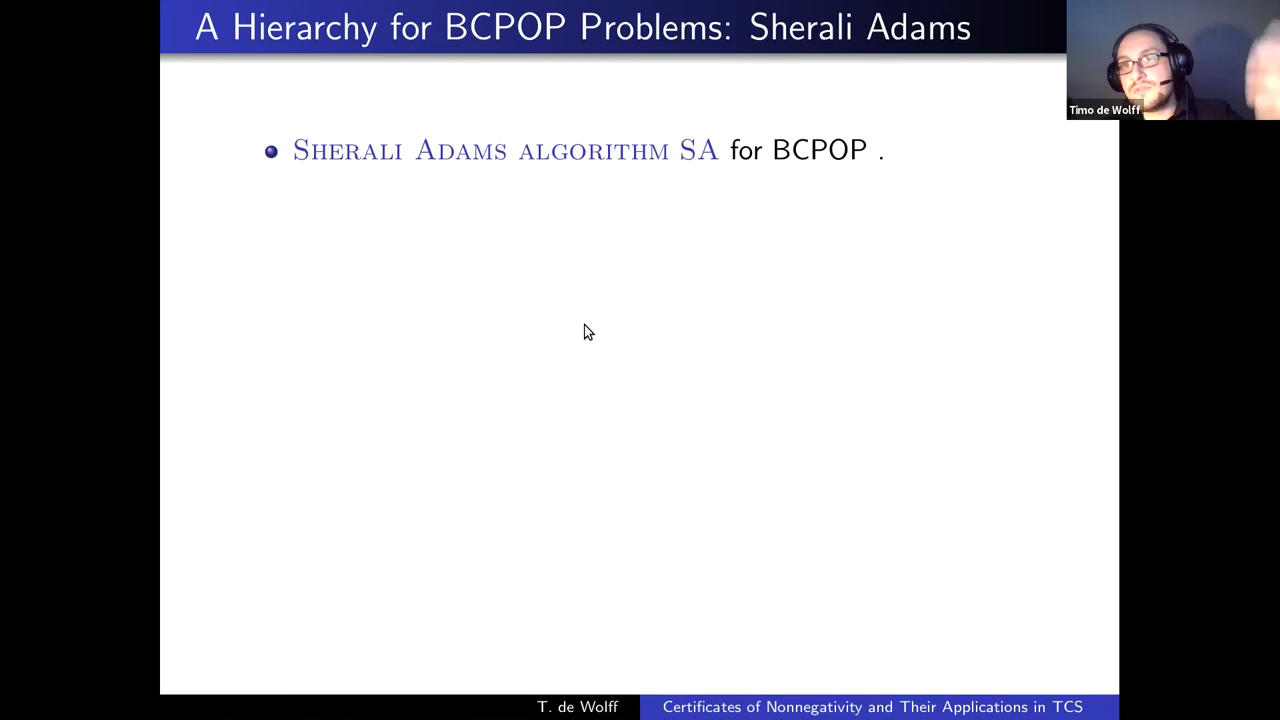 A Hierarchy for BCPOP Problems: Sherali Adams
Timo de Wolff
SHERALI ADAMS ALGORITHM SA for BCPOP .
T. de Wolff
Certificates of Nonnegativity and Their Applications in TCS